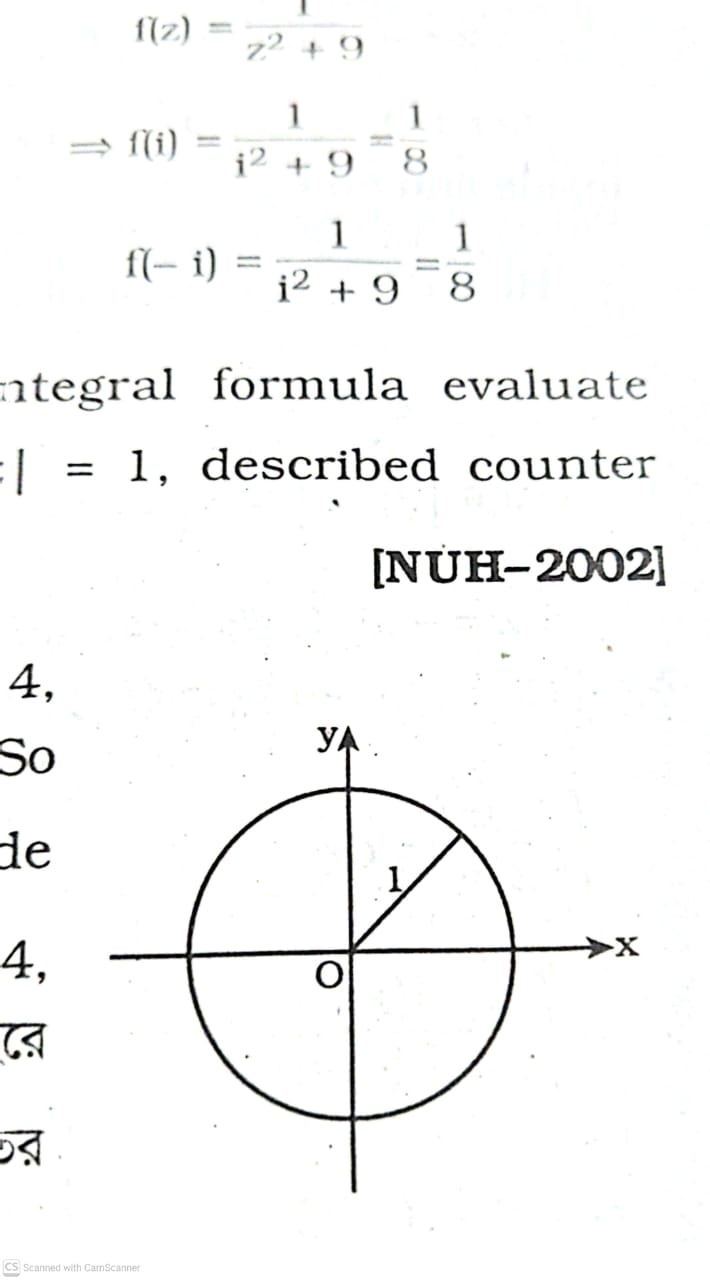 f(z) = 1/z² + 9
⇒ f(i) = 1/i² + 9 = 1/8
f(– i) = 1/i² + 9 = 1/8
ntegral formula evaluate
| = 1, described counter
[NUH–2002]
4,
So
de
4,
রে
তর
y
1
O
x
CS Scanned with CamScanner